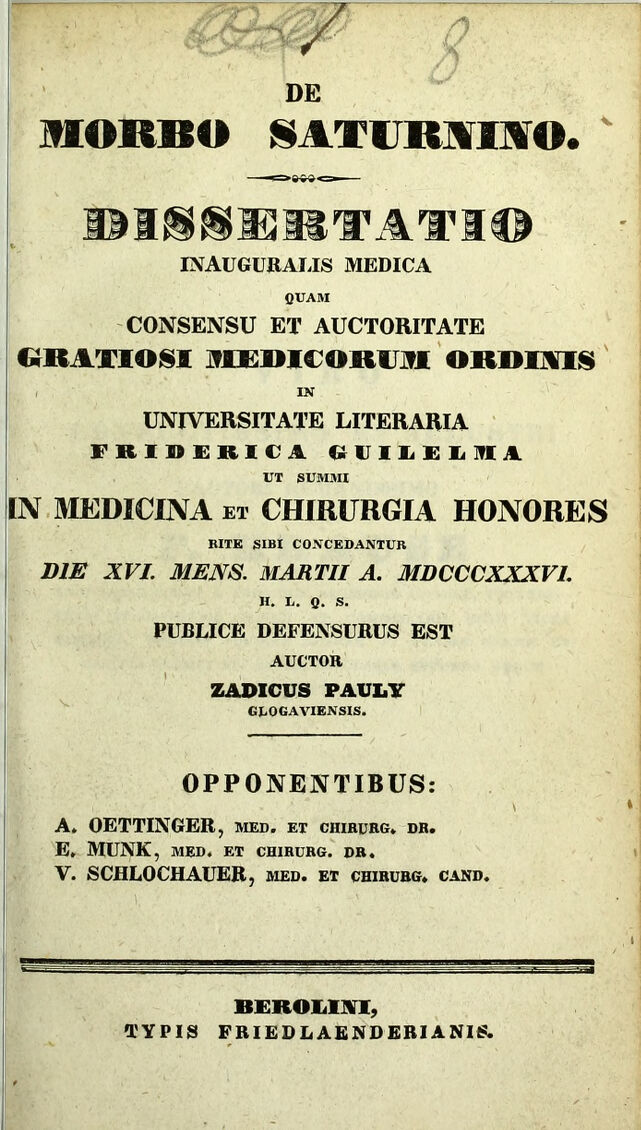 8
DE
MORBO SATURNINO.
DISSERTATIO
INAUGURALIS MEDICA
QUAM
CONSENSU ET AUCTORITATE
GRATIOSI MEDICORUM ORDINIS
IN
UNIVERSITATE LITERARIA
FRIDERICA GUILELMA
UT SUMMI
IN MEDICINA ET CHIRURGIA HONORES
RITE SIBI CONCEDANTUR
DIE XVI. MENS. MARTII A. MDCCCXXXVI.
H. L. Q. S.
PUBLICE DEFENSURUS EST
AUCTOR
ZADICUS PAULY
GLOGAVIENSIS.
OPPONENTIBUS:
A. OETTINGER, MED. ET CHIRURG. DR.
E. MUNK, MED. ET CHIRURG. DR.
V. SCHLOCHAUER, MED. ET CHIRURG. CAND.
BEROLINI,
TYPIS FRIEDLAENDERIANIS.